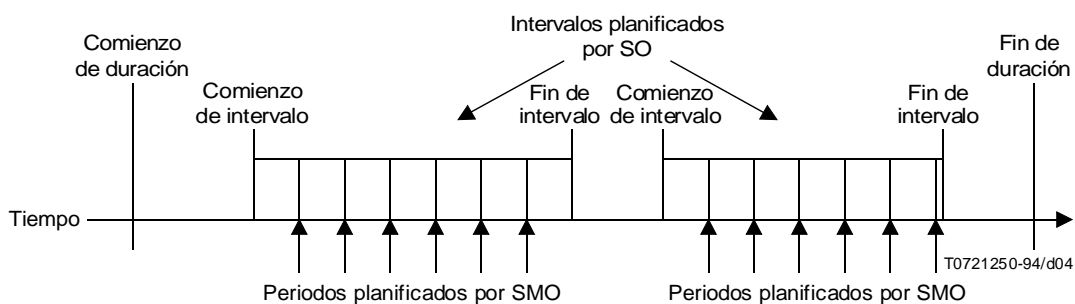 Intervalos planificados
por SO
Comienzo
de duración
Fin de
duración
Comienzo
de intervalo
Fin de
intervalo
Comienzo
de intervalo
Fin de
intervalo
Tiempo
T0721250-94/d04
Periodos planificados por SMO
Periodos planificados por SMO